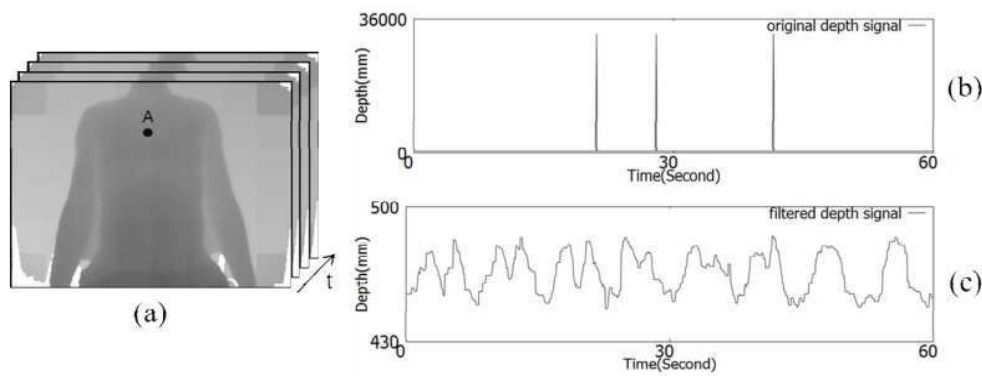 A
t
(a)
36000
original depth signal
Depth(mm)
0
0
30
60
Time(Second)
(b)
500
filtered depth signal
Depth(mm)
430
0
30
60
Time(Second)
(c)